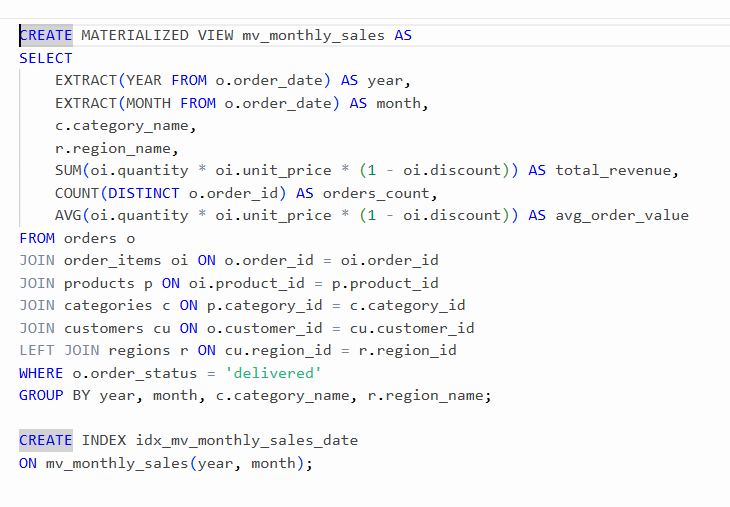 CREATE MATERIALIZED VIEW mv_monthly_sales AS
SELECT
    EXTRACT(YEAR FROM o.order_date) AS year,
    EXTRACT(MONTH FROM o.order_date) AS month,
    c.category_name,
    r.region_name,
    SUM(oi.quantity * oi.unit_price * (1 - oi.discount)) AS total_revenue,
    COUNT(DISTINCT o.order_id) AS orders_count,
    AVG(oi.quantity * oi.unit_price * (1 - oi.discount)) AS avg_order_value
FROM orders o
JOIN order_items oi ON o.order_id = oi.order_id
JOIN products p ON oi.product_id = p.product_id
JOIN categories c ON p.category_id = c.category_id
JOIN customers cu ON o.customer_id = cu.customer_id
LEFT JOIN regions r ON cu.region_id = r.region_id
WHERE o.order_status = 'delivered'
GROUP BY year, month, c.category_name, r.region_name;

CREATE INDEX idx_mv_monthly_sales_date
ON mv_monthly_sales(year, month);